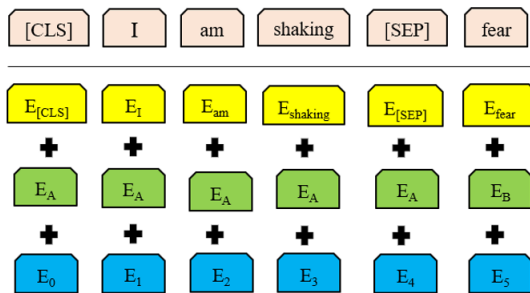 [CLS] I am shaking [SEP] fear
E[CLS] EI Eam Eshaking E[SEP] Efear
EA EA EA EA EA EB
E0 E1 E2 E3 E4 E5